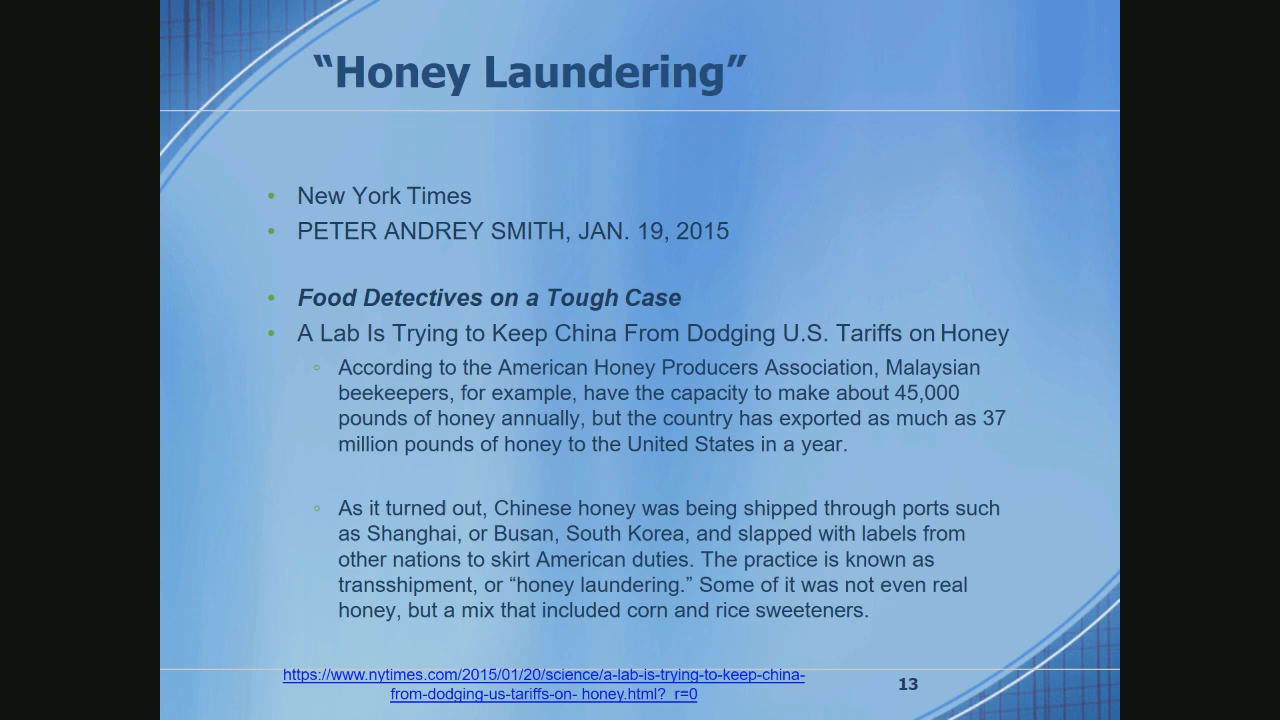 “Honey Laundering”
• New York Times
• PETER ANDREY SMITH, JAN. 19, 2015
• Food Detectives on a Tough Case
• A Lab Is Trying to Keep China From Dodging U.S. Tariffs on Honey
◦ According to the American Honey Producers Association, Malaysian
beekeepers, for example, have the capacity to make about 45,000
pounds of honey annually, but the country has exported as much as 37
million pounds of honey to the United States in a year.
◦ As it turned out, Chinese honey was being shipped through ports such
as Shanghai, or Busan, South Korea, and slapped with labels from
other nations to skirt American duties. The practice is known as
transshipment, or “honey laundering.” Some of it was not even real
honey, but a mix that included corn and rice sweeteners.
https://www.nytimes.com/2015/01/20/science/a-lab-is-trying-to-keep-china-
from-dodging-us-tariffs-on- honey.html?_r=0
13